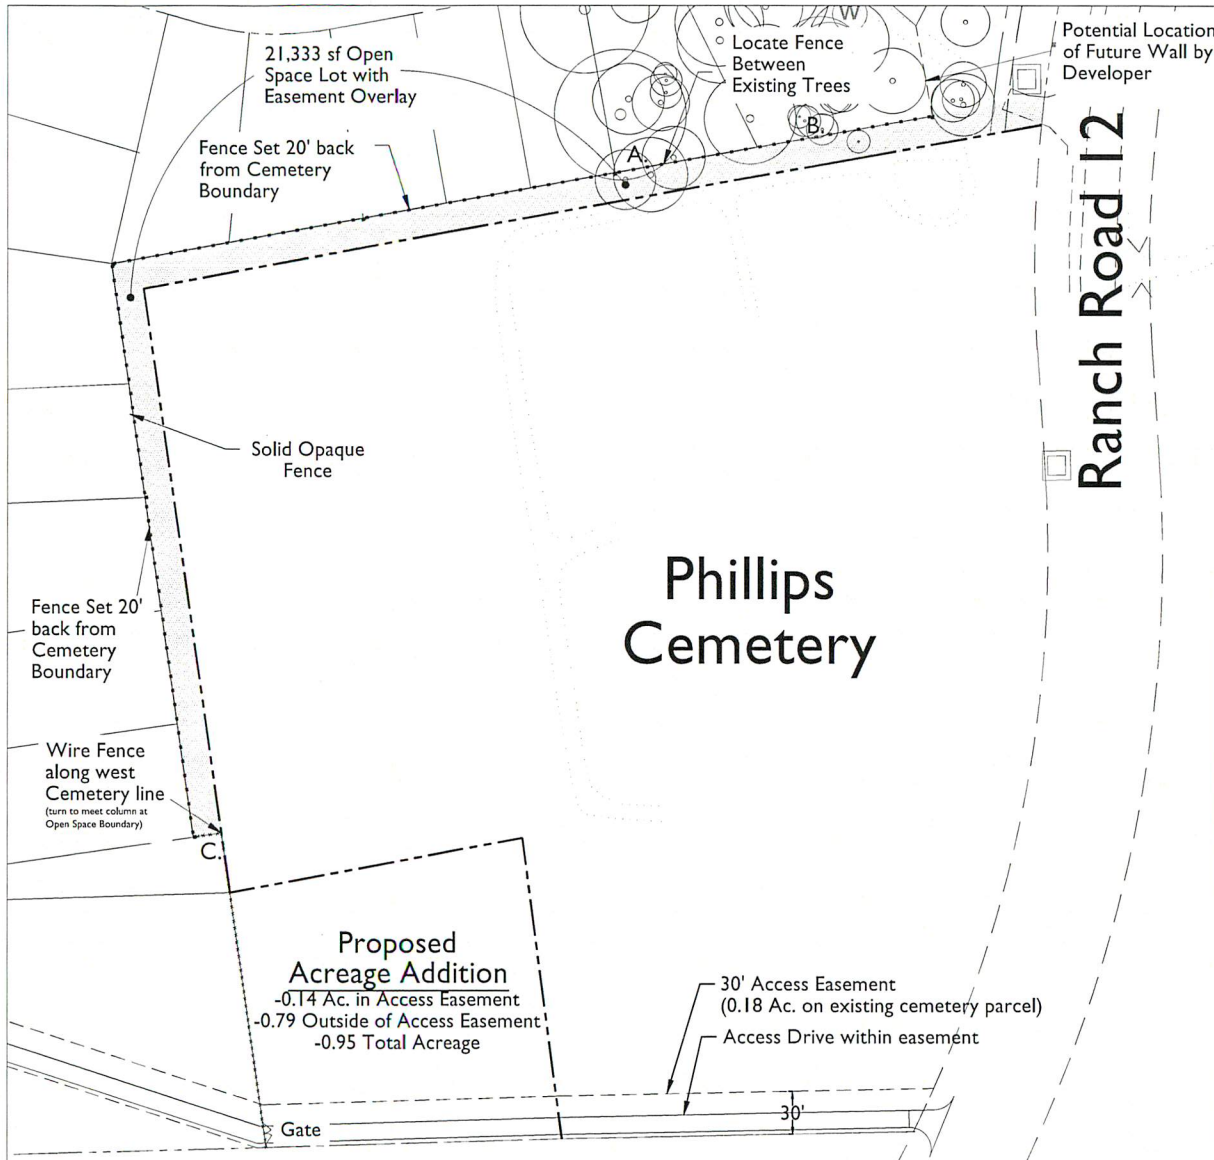 W
21,333 sf Open
Space Lot with
Easement Overlay
Locate Fence
Between
Existing Trees
Potential Location
of Future Wall by
Developer
Fence Set 20' back
from Cemetery
Boundary
A.
B.
Ranch Road 12
Solid Opaque
Fence
Phillips
Cemetery
Fence Set 20'
back from
Cemetery
Boundary
Wire Fence
along west
Cemetery line
(turn to meet column at
Open Space Boundary)
C.
Proposed
Acreage Addition
-0.14 Ac. in Access Easement
-0.79 Outside of Access Easement
-0.95 Total Acreage
30' Access Easement
(0.18 Ac. on existing cemetery parcel)
Access Drive within easement
30'
Gate